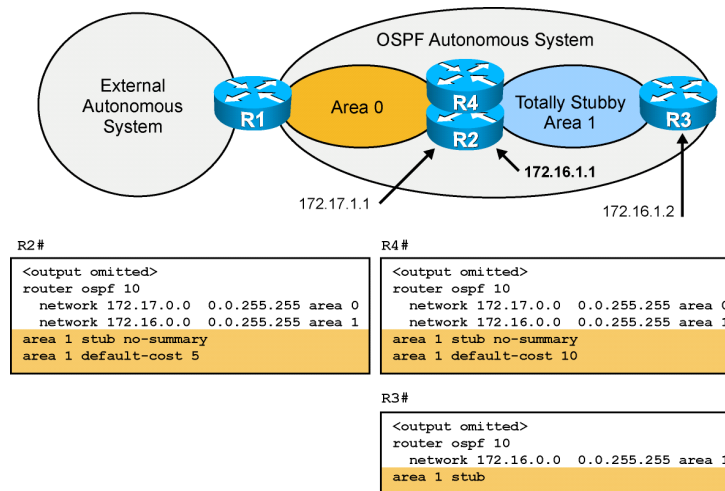 OSPF Autonomous System
External
Autonomous
System
R1
Area 0
R4
R2
Totally Stubby
Area 1
R3
172.17.1.1
172.16.1.1
172.16.1.2
R2#
<output omitted>
router ospf 10
network 172.17.0.0 0.0.255.255 area 0
network 172.16.0.0 0.0.255.255 area 1
area 1 stub no-summary
area 1 default-cost 5
R4#
<output omitted>
router ospf 10
network 172.17.0.0 0.0.255.255 area 0
network 172.16.0.0 0.0.255.255 area 1
area 1 stub no-summary
area 1 default-cost 10
R3#
<output omitted>
router ospf 10
network 172.16.0.0 0.0.255.255 area 1
area 1 stub